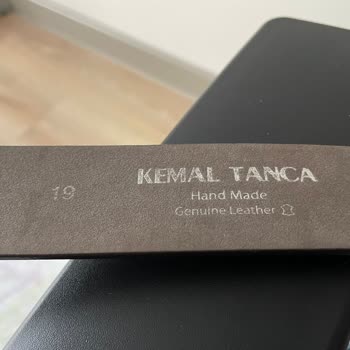 19
KEMAL TANCA
Hand Made
Genuine Leather